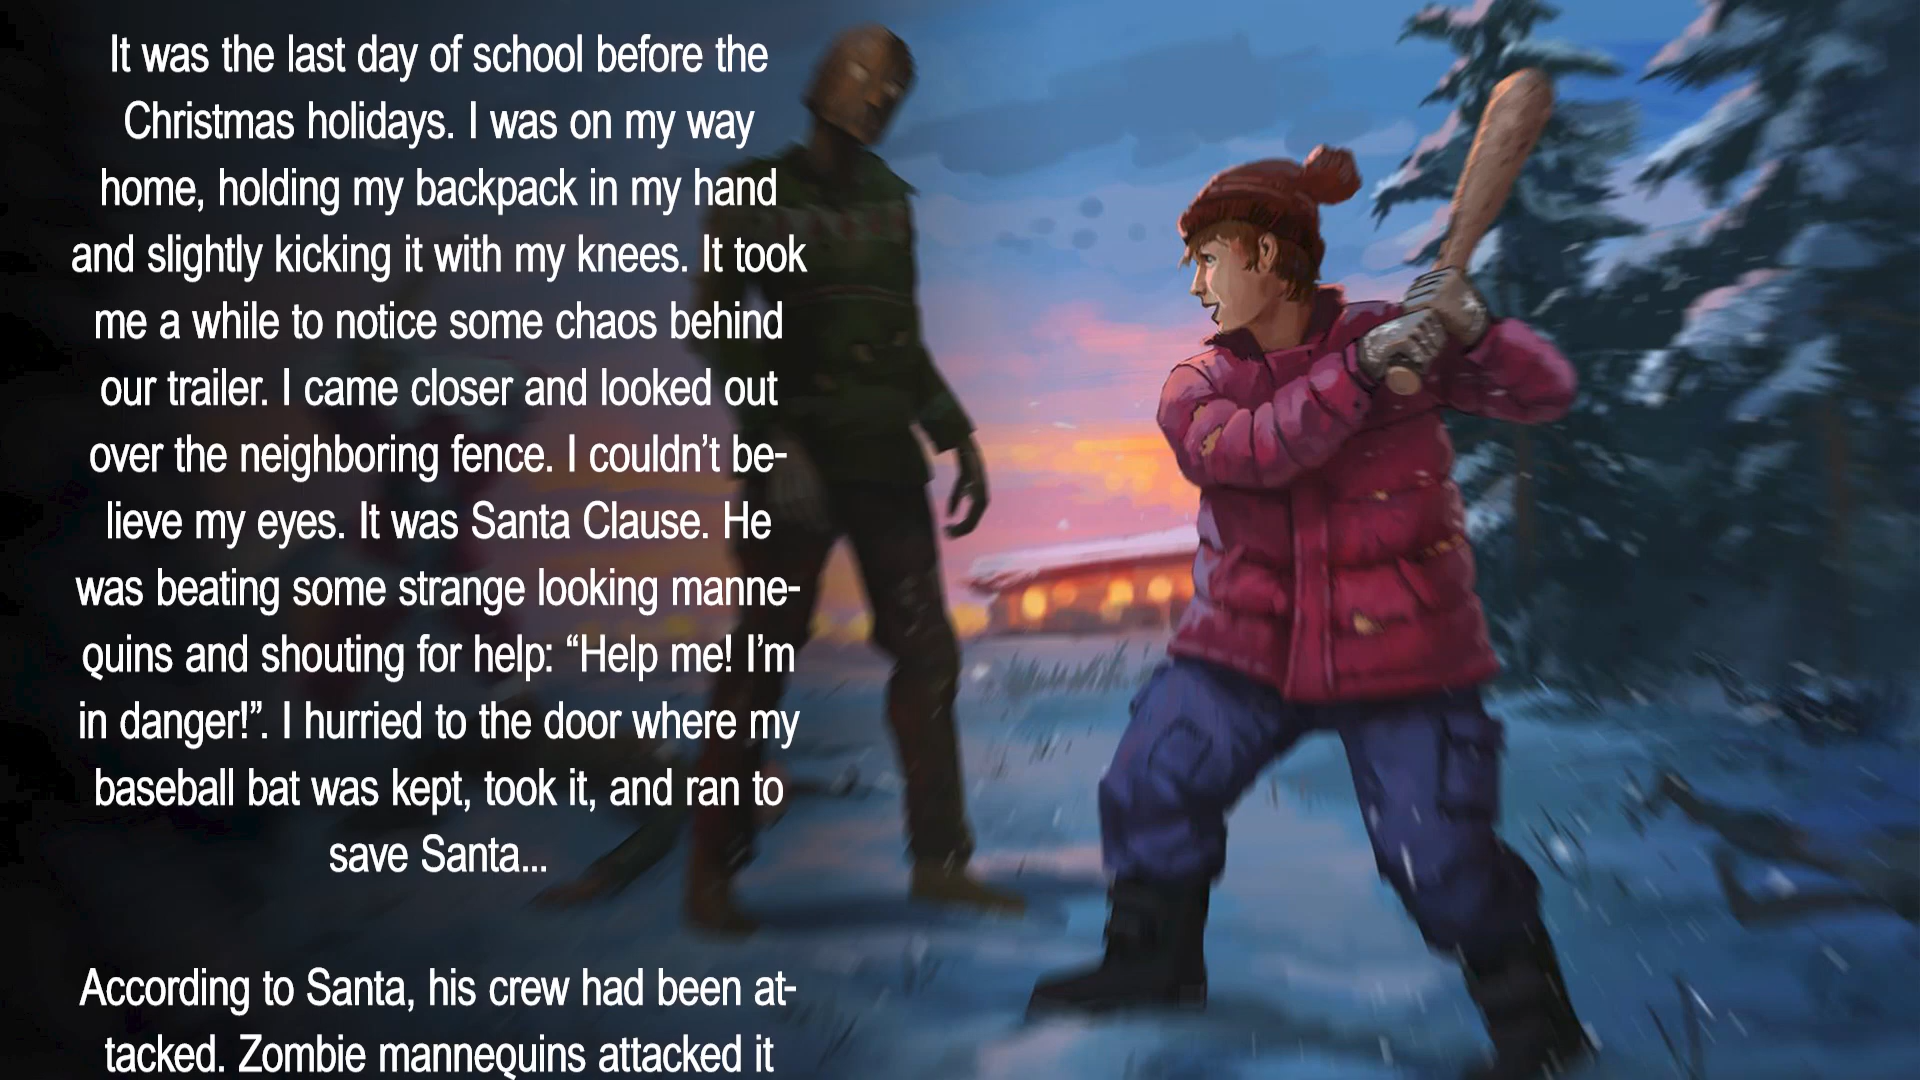 It was the last day of school before the
Christmas holidays. I was on my way
home, holding my backpack in my hand
and slightly kicking it with my knees. It took
me a while to notice some chaos behind
our trailer. I came closer and looked out
over the neighboring fence. I couldn’t be-
lieve my eyes. It was Santa Clause. He
was beating some strange looking manne-
quins and shouting for help: “Help me! I’m
in danger!”. I hurried to the door where my
baseball bat was kept, took it, and ran to
save Santa...
According to Santa, his crew had been at-
tacked. Zombie mannequins attacked it